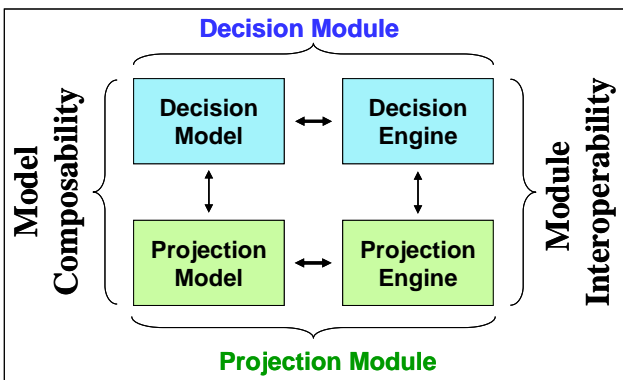 Decision Module
Model
Composability
Decision
Model
Decision
Engine
Module
Interoperability
Projection
Model
Projection
Engine
Projection Module